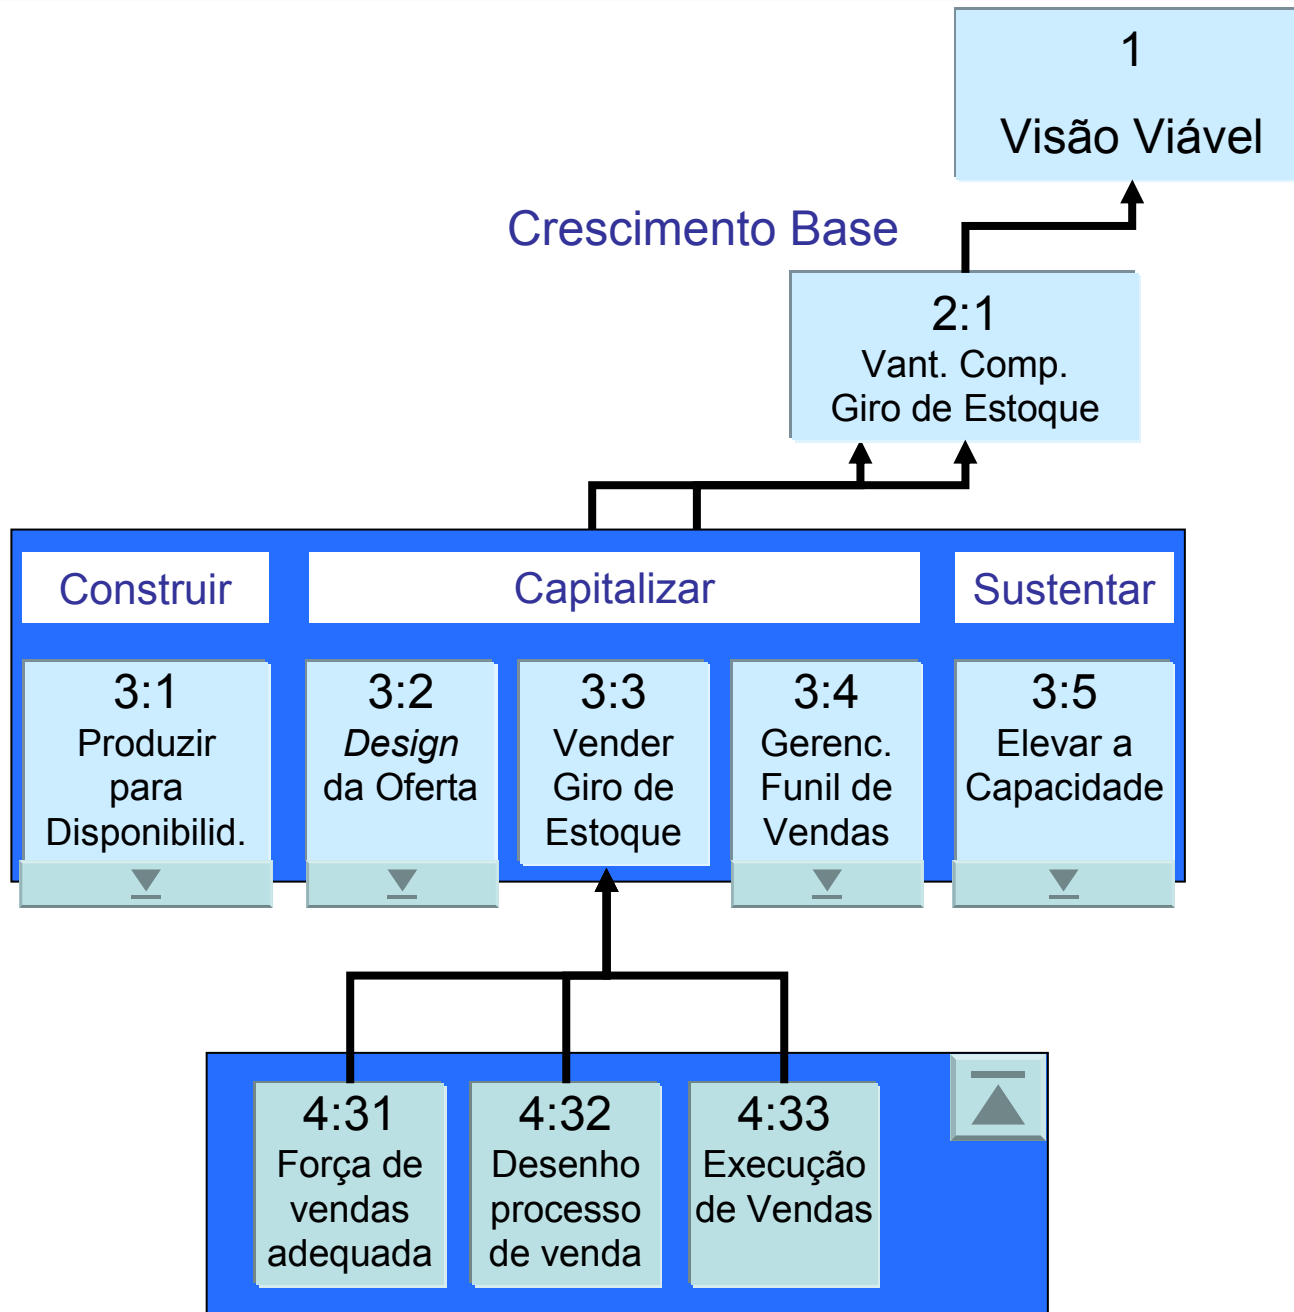 1
Visão Viável
Crescimento Base
2:1
Vant. Comp.
Giro de Estoque
Construir
Capitalizar
Sustentar
3:1
Produzir
para
Disponibilid.
3:2
Design
da Oferta
3:3
Vender
Giro de
Estoque
3:4
Gerenc.
Funil de
Vendas
3:5
Elevar a
Capacidade
4:31
Força de
vendas
adequada
4:32
Desenho
processo
de venda
4:33
Execução
de Vendas